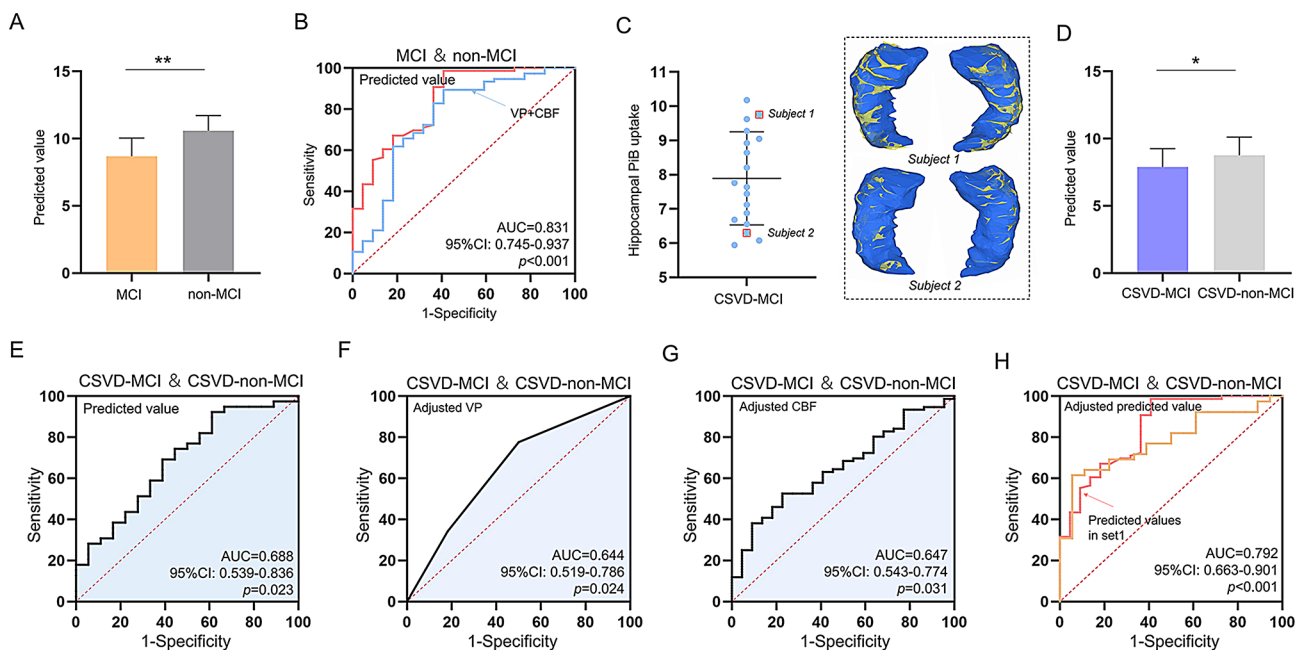 A
**
15
10
5
0
Predicted value
MCI
non-MCI
B
MCI & non-MCI
Predicted value
VP+CBF
100
80
60
40
20
0
Sensitivity
AUC=0.831
95%CI: 0.745-0.937
p<0.001
0 20 40 60 80 100
1-Specificity
C
11
10
9
8
7
6
5
Hippocampal PiB uptake
Subject 1
Subject 2
CSVD-MCI
Subject 1
Subject 2
D
*
15
10
5
0
Predicted value
CSVD-MCI
CSVD-non-MCI
E
CSVD-MCI & CSVD-non-MCI
Predicted value
100
80
60
40
20
0
Sensitivity
AUC=0.688
95%CI: 0.539-0.836
p=0.023
0 20 40 60 80 100
1-Specificity
F
CSVD-MCI & CSVD-non-MCI
Adjusted VP
100
80
60
40
20
0
Sensitivity
AUC=0.644
95%CI: 0.519-0.786
p=0.024
0 20 40 60 80 100
1-Specificity
G
CSVD-MCI & CSVD-non-MCI
Adjusted CBF
100
80
60
40
20
0
Sensitivity
AUC=0.647
95%CI: 0.543-0.774
p=0.031
0 20 40 60 80 100
1-Specificity
H
CSVD-MCI & CSVD-non-MCI
Adjusted predicted value
100
80
60
40
20
0
Sensitivity
Predicted values
in set1
AUC=0.792
95%CI: 0.663-0.901
p<0.001
0 20 40 60 80 100
1-Specificity